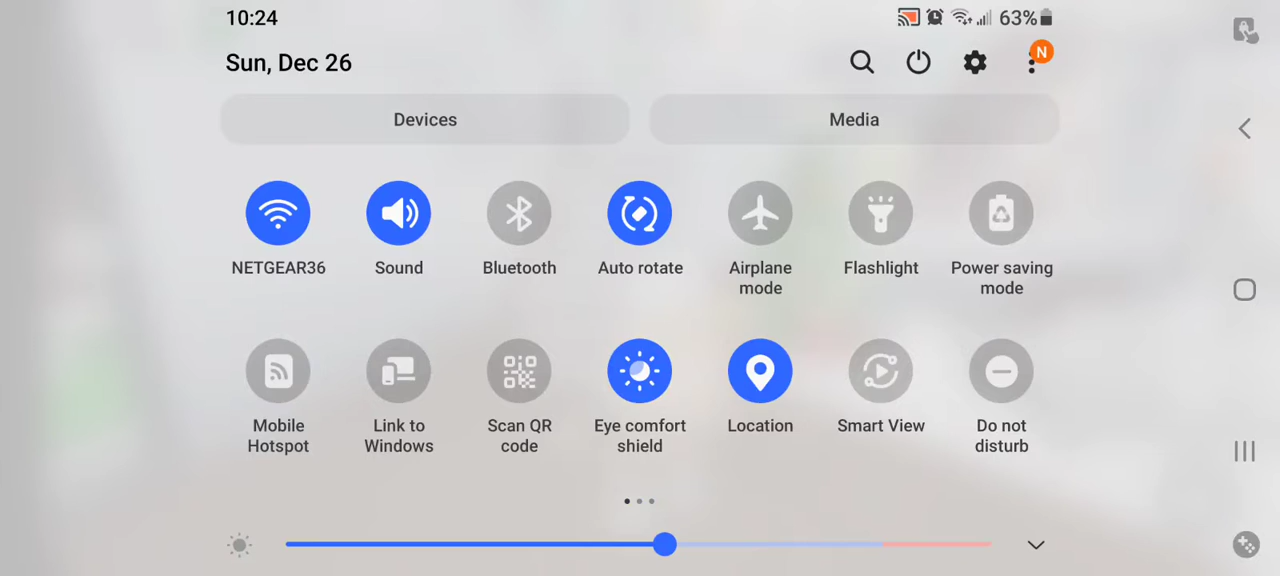 10:24
63%
Sun, Dec 26
N
Devices
Media
NETGEAR36
Sound
Bluetooth
Auto rotate
Airplane
mode
Flashlight
Power saving
mode
Mobile
Hotspot
Link to
Windows
Scan QR
code
Eye comfort
shield
Location
Smart View
Do not
disturb